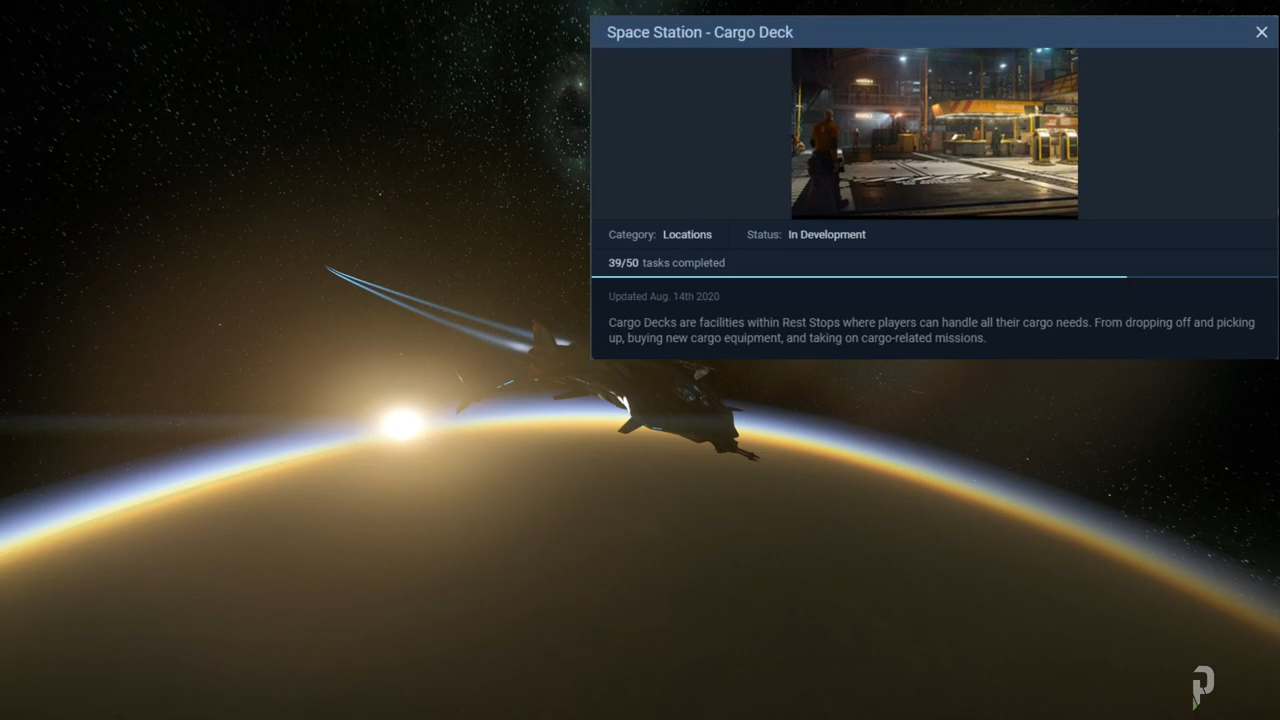 Space Station - Cargo Deck
Category: Locations Status: In Development
39/50 tasks completed
Updated Aug. 14th 2020
Cargo Decks are facilities within Rest Stops where players can handle all their cargo needs. From dropping off and picking
up, buying new cargo equipment, and taking on cargo-related missions.